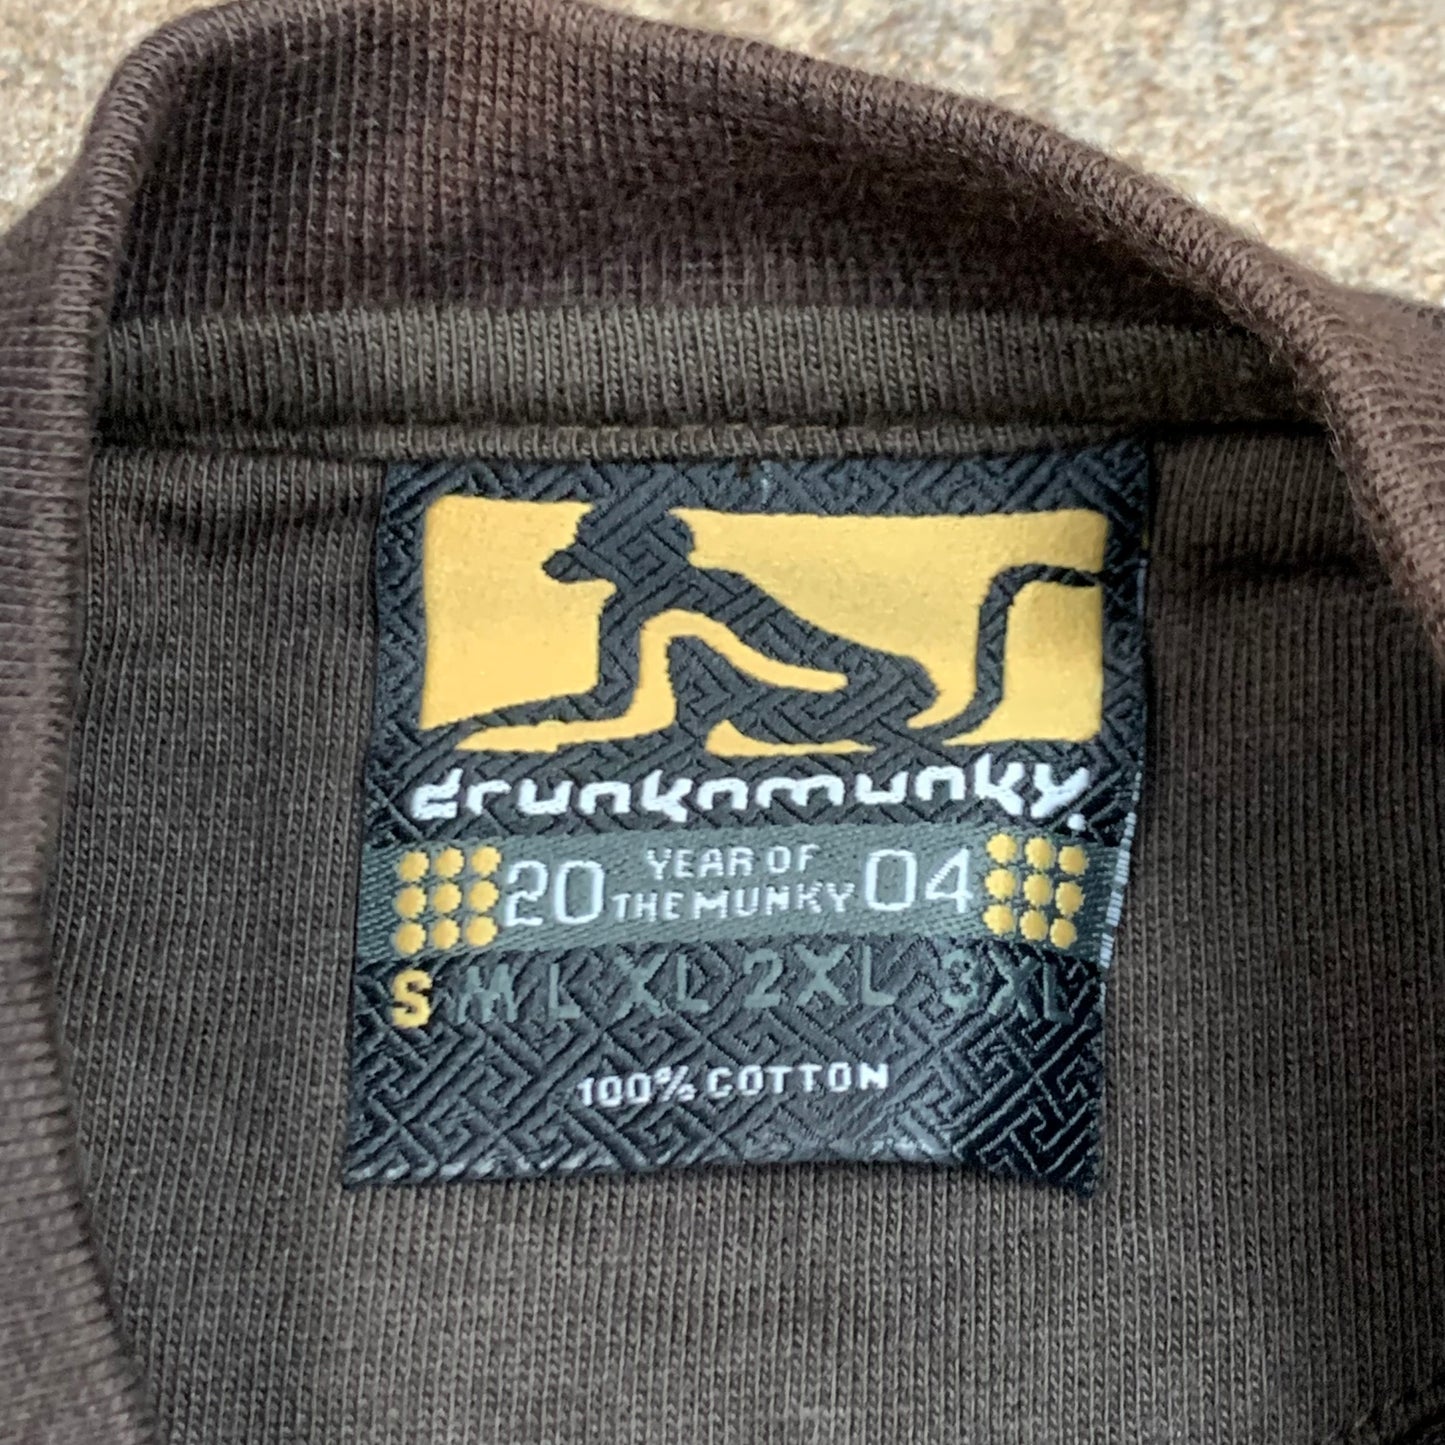 drunknmunky.
20 YEAR OF THE MUNKY 04
S M L XL 2XL 3XL
100% COTTON